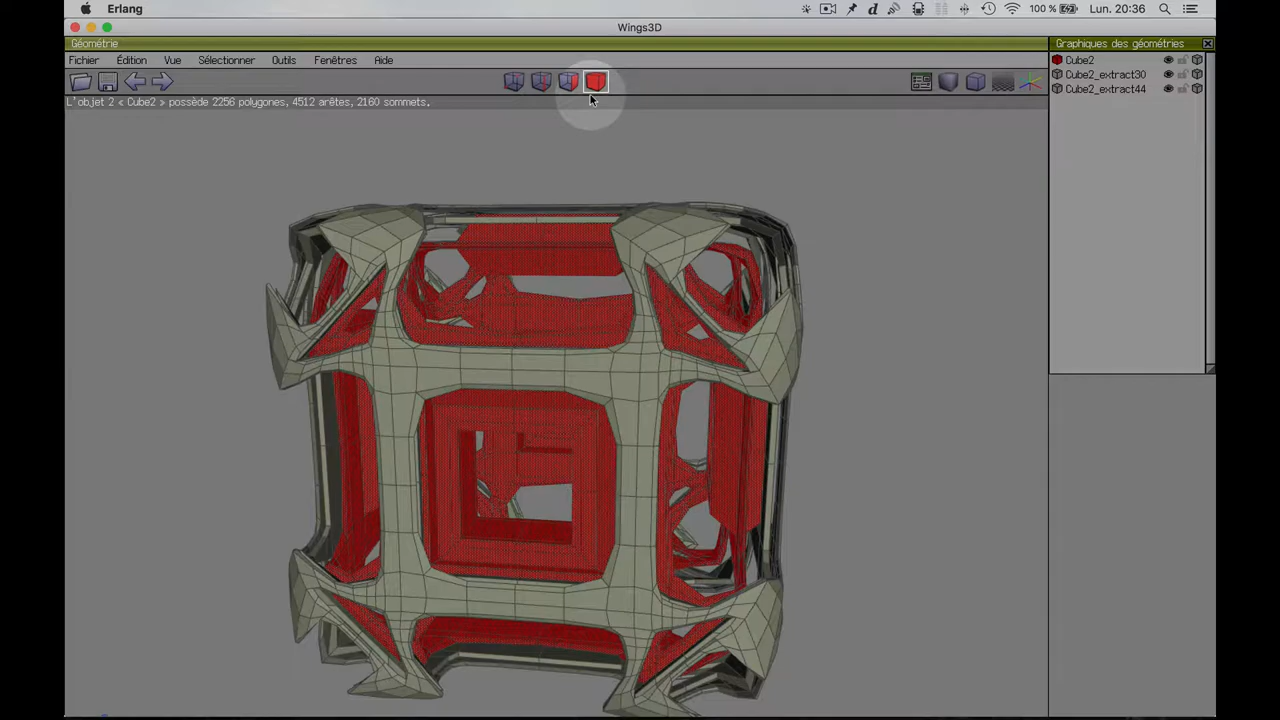 Erlang
100 %
Lun. 20:36
Wings3D
Géométrie
Graphiques des géométries
Fichier Édition Vue Sélectionner Outils Fenêtres Aide
Cube2
Cube2_extract30
Cube2_extract44
L'objet 2 « Cube2 » possède 2256 polygones, 4512 arêtes, 2160 sommets.